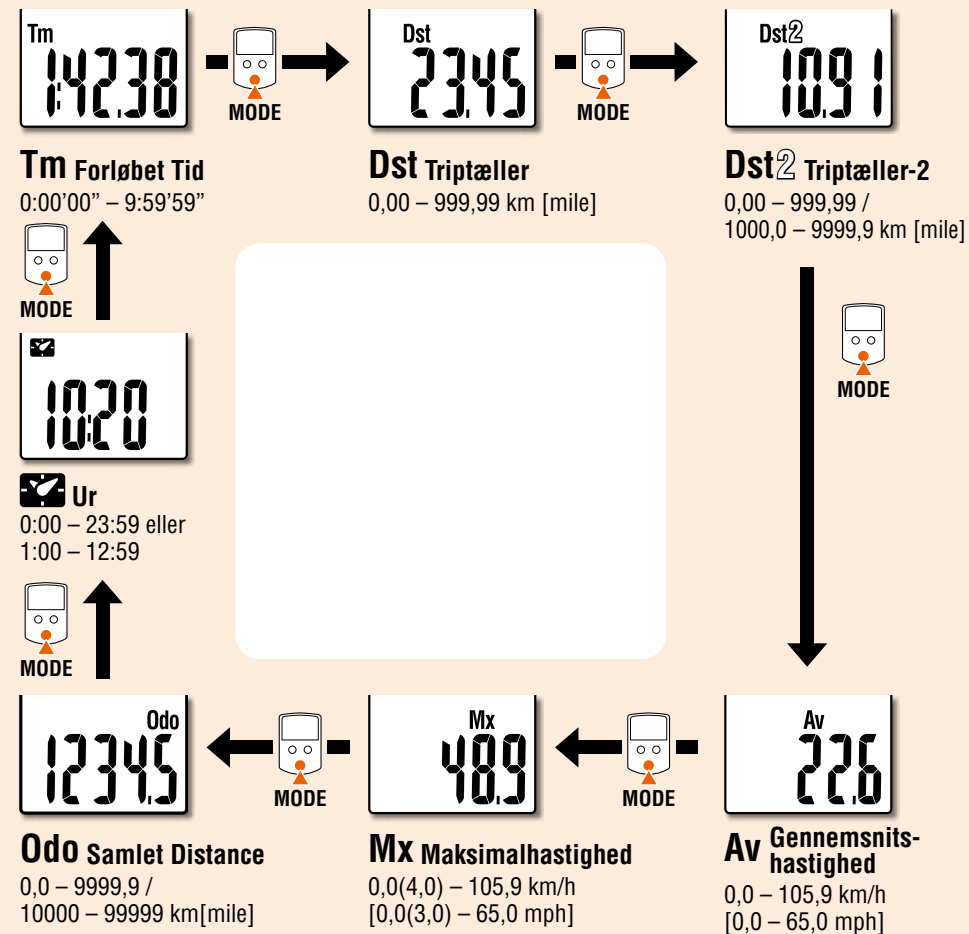 Tm
1:42.38
MODE
Dst
23.45
MODE
Dst2
10.91
Tm Forløbet Tid
0:00’00” – 9:59’59”
Dst Triptæller
0,00 – 999,99 km [mile]
Dst2 Triptæller-2
0,00 – 999,99 /
1000,0 – 9999,9 km [mile]
MODE
MODE
10:20
Ur
0:00 – 23:59 eller
1:00 – 12:59
MODE
Odo
1234.5
MODE
Mx
48.9
MODE
Av
22.6
Odo Samlet Distance
0,0 – 9999,9 /
10000 – 99999 km[mile]
Mx Maksimalhastighed
0,0(4,0) – 105,9 km/h
[0,0(3,0) – 65,0 mph]
Av Gennemsnits-
hastighed
0,0 – 105,9 km/h
[0,0 – 65,0 mph]